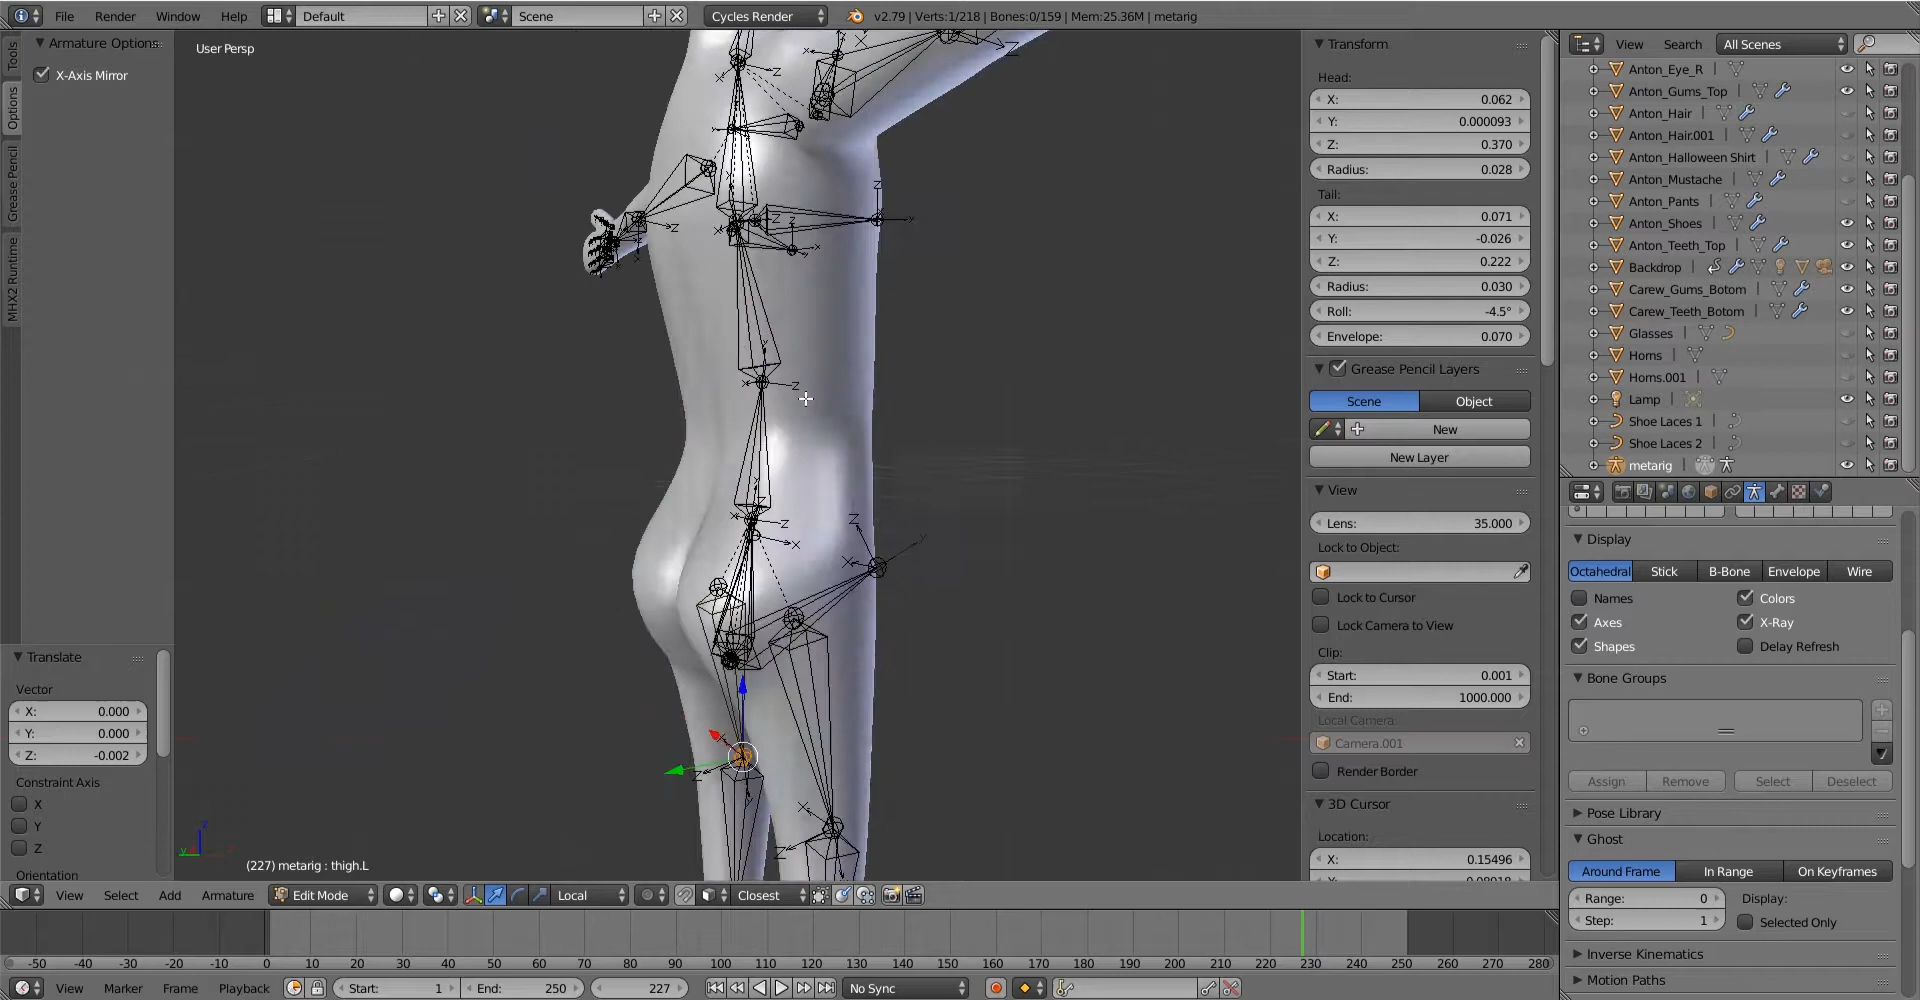 File Render Window Help Default Scene Cycles Render v2.79 | Verts:1/218 | Bones:0/159 | Mem:25.36M | metarig
Tools
Options
Grease Pencil
MHX2 Runtime
Armature Options
X-Axis Mirror
Translate
Vector
X: 0.000
Y: 0.000
Z: -0.002
Constraint Axis
X
Y
Z
Orientation
User Persp
(227) metarig : thigh.L
Transform
Head:
X: 0.062
Y: 0.000093
Z: 0.370
Radius: 0.028
Tail:
X: 0.071
Y: -0.026
Z: 0.222
Radius: 0.030
Roll: -4.5°
Envelope: 0.070
Grease Pencil Layers
Scene Object
New
New Layer
View
Lens: 35.000
Lock to Object:
Lock to Cursor
Lock Camera to View
Clip:
Start: 0.001
End: 1000.000
Local Camera:
Camera.001
Render Border
3D Cursor
Location:
X: 0.15496
View Search All Scenes
Anton_Eye_R
Anton_Gums_Top
Anton_Hair
Anton_Hair.001
Anton_Halloween Shirt
Anton_Mustache
Anton_Pants
Anton_Shoes
Anton_Teeth_Top
Backdrop
Carew_Gums_Botom
Carew_Teeth_Botom
Glasses
Horns
Horns.001
Lamp
Shoe Laces 1
Shoe Laces 2
metarig
Display
Octahedral Stick B-Bone Envelope Wire
Names Colors
Axes X-Ray
Shapes Delay Refresh
Bone Groups
Assign Remove Select Deselect
Pose Library
Ghost
Around Frame In Range On Keyframes
Range: 0 Display:
Step: 1 Selected Only
Inverse Kinematics
Motion Paths
View Select Add Armature Edit Mode Local Closest
-50 -40 -30 -20 -10 0 10 20 30 40 50 60 70 80 90 100 110 120 130 140 150 160 170 180 190 200 210 220 230 240 250 260 270 280
View Marker Frame Playback Start: 1 End: 250 227 No Sync